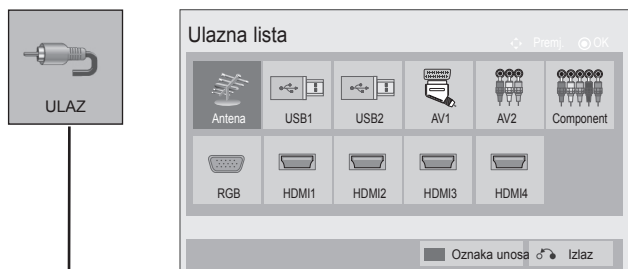 ULAZ
Ulazna lista
Premj. OK
Antena USB1 USB2 AV1 AV2 Component
RGB HDMI1 HDMI2 HDMI3 HDMI4
Oznaka unosa Izlaz